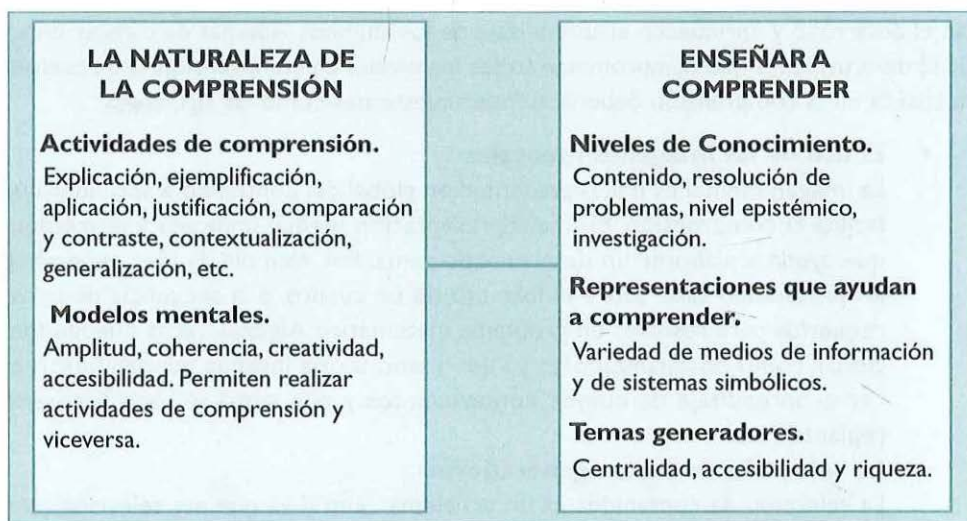 LA NATURALEZA DE
LA COMPRENSIÓN
Actividades de comprensión.
Explicación, ejemplificación,
aplicación, justificación, comparación
y contraste, contextualización,
generalización, etc.
Modelos mentales.
Amplitud, coherencia, creatividad,
accesibilidad. Permiten realizar
actividades de comprensión y
viceversa.
ENSEÑAR A
COMPRENDER
Niveles de Conocimiento.
Contenido, resolución de
problemas, nivel epistémico,
investigación.
Representaciones que ayudan
a comprender.
Variedad de medios de información
y de sistemas simbólicos.
Temas generadores.
Centralidad, accesibilidad y riqueza.